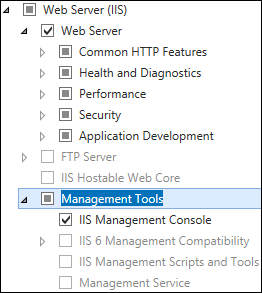 Web Server (IIS)
Web Server
Common HTTP Features
Health and Diagnostics
Performance
Security
Application Development
FTP Server
IIS Hostable Web Core
Management Tools
IIS Management Console
IIS 6 Management Compatibility
IIS Management Scripts and Tools
Management Service